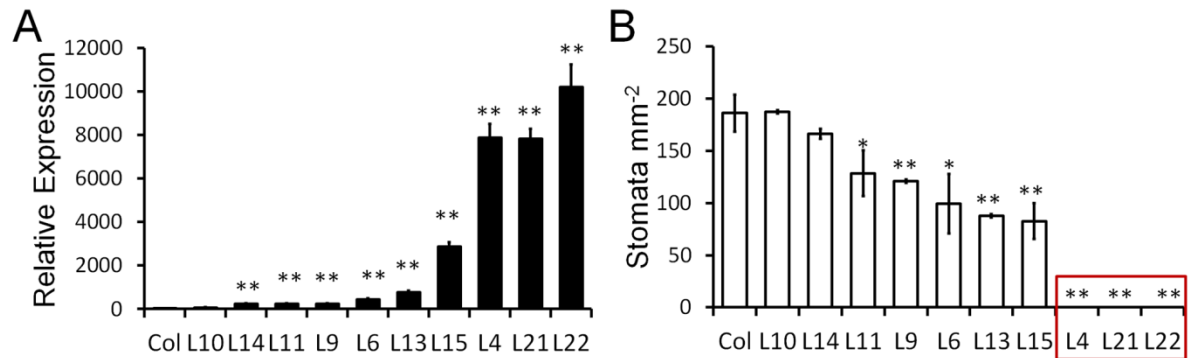 A
Relative Expression
12000
10000
8000
6000
4000
2000
0
** ** ** ** ** ** ** ** **
Col L10 L14 L11 L9 L6 L13 L15 L4 L21 L22
B
Stomata mm-2
250
200
150
100
50
0
* ** * ** ** ** ** **
Col L10 L14 L11 L9 L6 L13 L15 L4 L21 L22